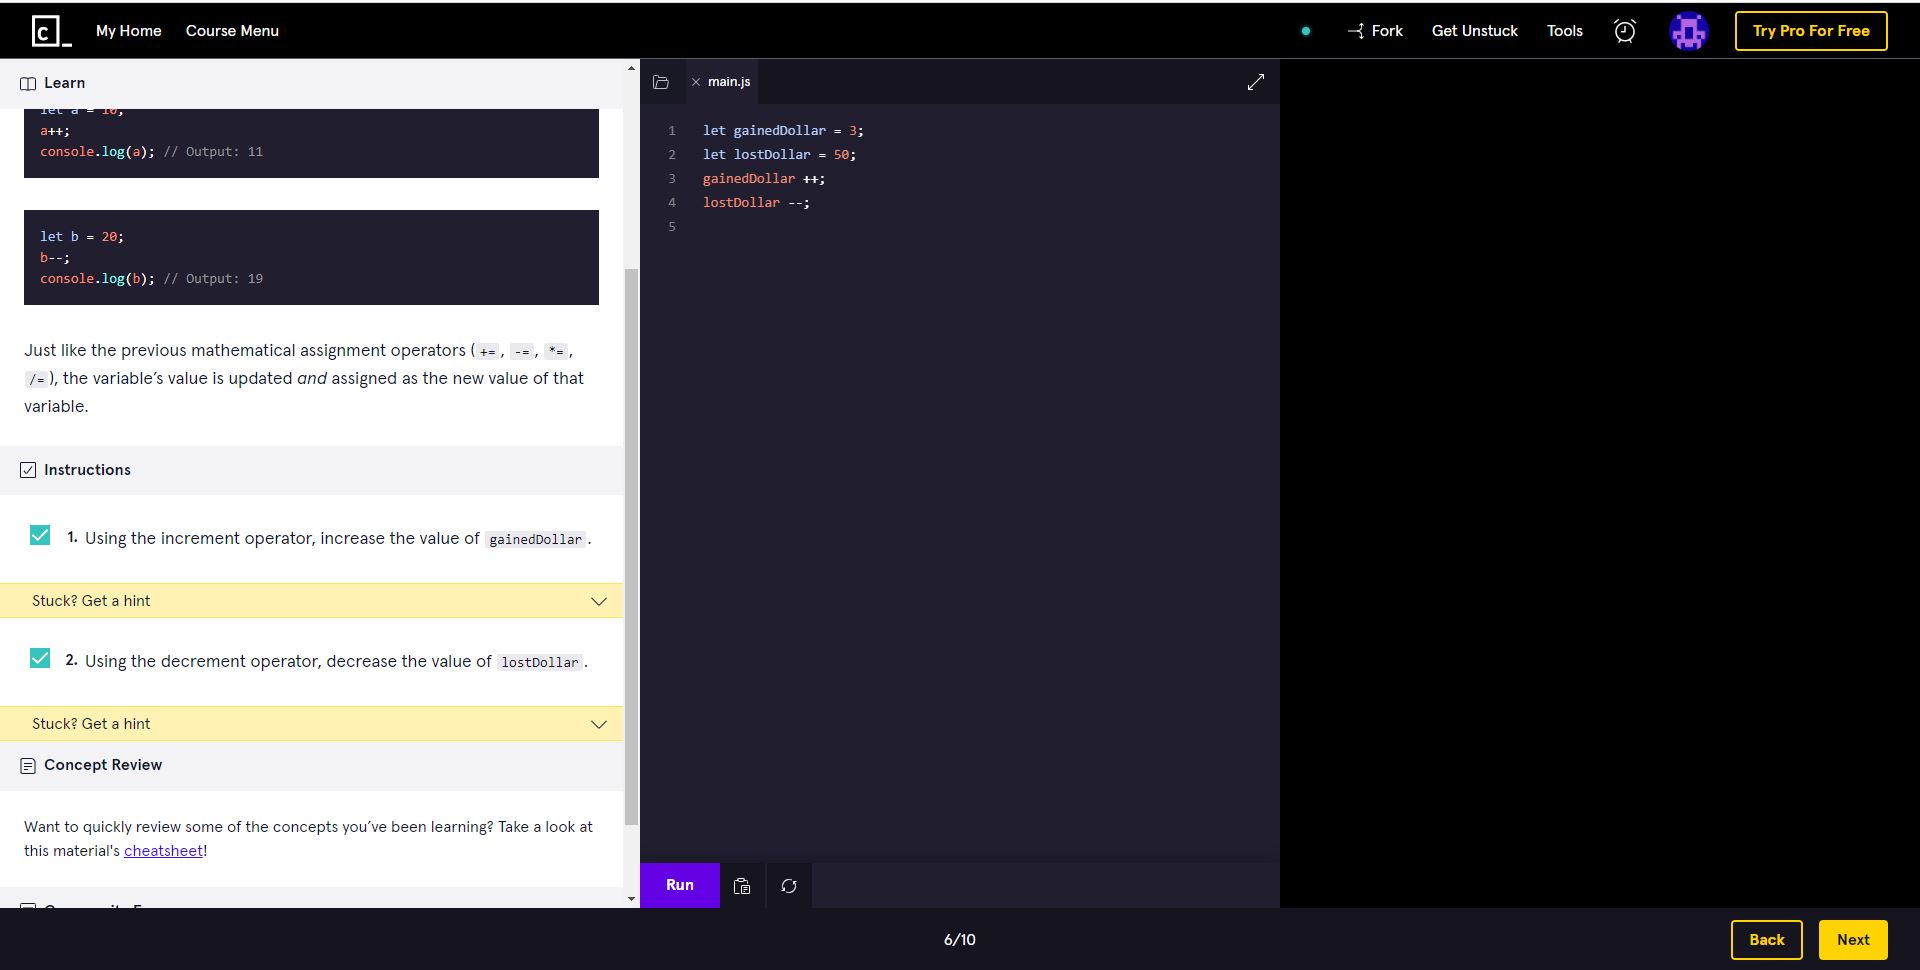 My Home
Course Menu
Fork
Get Unstuck
Tools
Try Pro For Free
Learn
let a = 10;
a++;
console.log(a); // Output: 11
let b = 20;
b--;
console.log(b); // Output: 19
Just like the previous mathematical assignment operators ( += , -= , *= ,
/= ), the variable’s value is updated and assigned as the new value of that
variable.
Instructions
1. Using the increment operator, increase the value of gainedDollar .
Stuck? Get a hint
2. Using the decrement operator, decrease the value of lostDollar .
Stuck? Get a hint
Concept Review
Want to quickly review some of the concepts you’ve been learning? Take a look at
this material's cheatsheet!
main.js
1 let gainedDollar = 3;
2 let lostDollar = 50;
3 gainedDollar ++;
4 lostDollar --;
5
Run
6/10
Back
Next